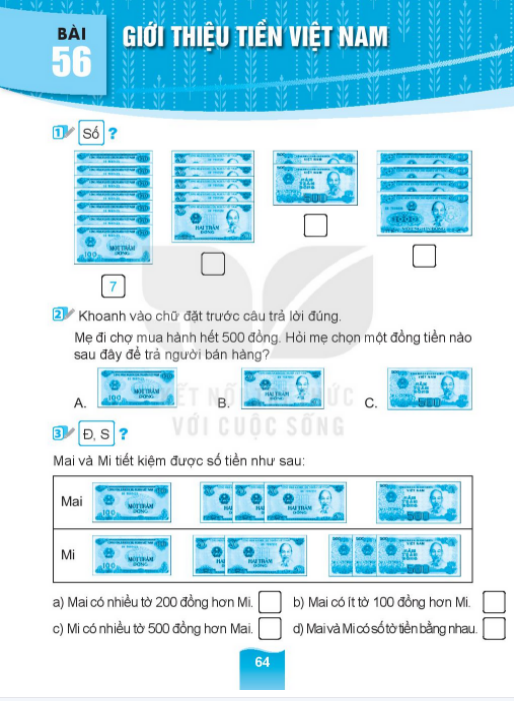 BÀI
56
GIỚI THIỆU TIỀN VIỆT NAM
1 Số ?
7
2 Khoanh vào chữ đặt trước câu trả lời đúng.
Mẹ đi chợ mua hành hết 500 đồng. Hỏi mẹ chọn một đồng tiền nào
sau đây để trả người bán hàng?
A. B. C.
VỚI CUỘC SỐNG
3 Đ, S ?
Mai và Mi tiết kiệm được số tiền như sau:
Mai
Mi
a) Mai có nhiều tờ 200 đồng hơn Mi. b) Mai có ít tờ 100 đồng hơn Mi.
c) Mi có nhiều tờ 500 đồng hơn Mai. d) Mai và Mi có số tờ tiền bằng nhau.
64